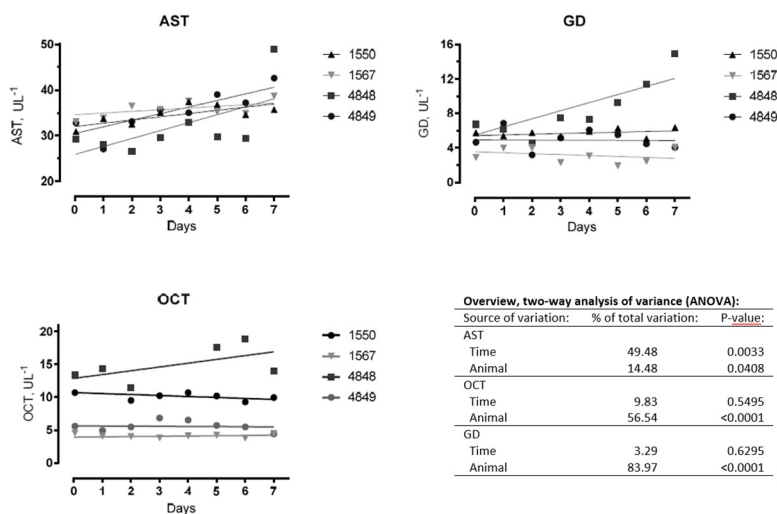 AST
50
40
30
20
AST, UL⁻¹
0 1 2 3 4 5 6 7
Days
1550
1567
4848
4849
GD
16
12
8
4
0
GD, UL⁻¹
0 1 2 3 4 5 6 7
Days
1550
1567
4848
4849
OCT
20
15
10
5
0
OCT, UL⁻¹
0 1 2 3 4 5 6 7
Days
1550
1567
4848
4849
Overview, two-way analysis of variance (ANOVA):
Source of variation: % of total variation: P-value:
AST
Time 49.48 0.0033
Animal 14.48 0.0408
OCT
Time 9.83 0.5495
Animal 56.54 <0.0001
GD
Time 3.29 0.6295
Animal 83.97 <0.0001